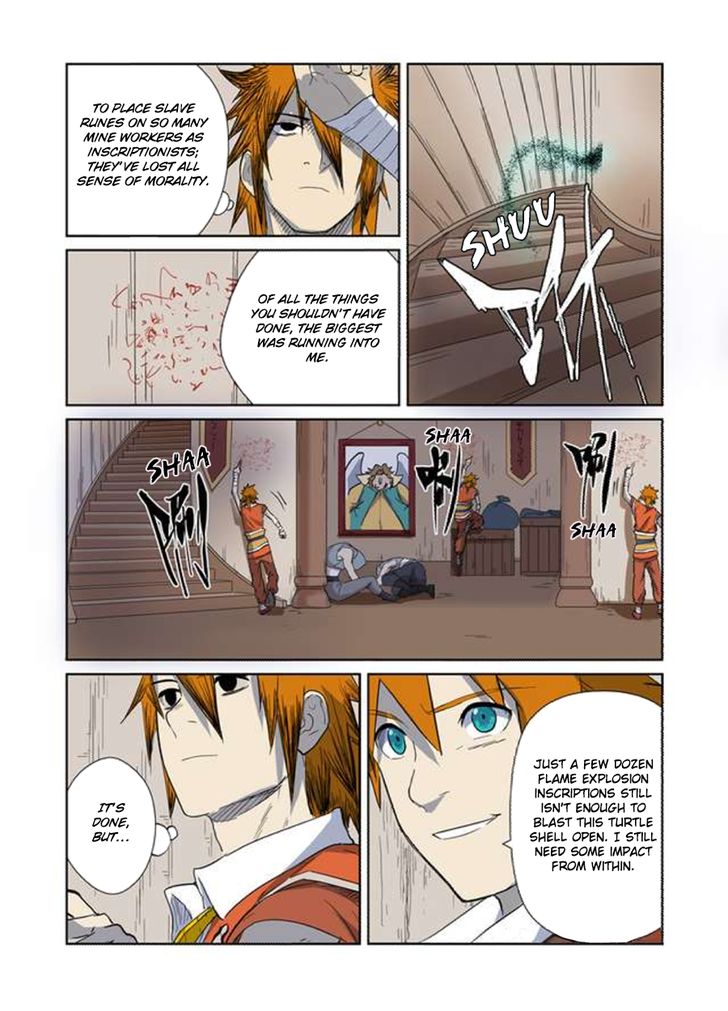 TO PLACE SLAVE
RUNES ON SO MANY
MINE WORKERS AS
INSCRIPTIONISTS;
THEY'VE LOST ALL
SENSE OF MORALITY.
SHUU
OF ALL THE THINGS
YOU SHOULDN'T HAVE
DONE, THE BIGGEST
WAS RUNNING INTO
ME.
SHAA
SHAA
唰
SHAA
IT'S
DONE,
BUT...
JUST A FEW DOZEN
FLAME EXPLOSION
INSCRIPTIONS STILL
ISN'T ENOUGH TO
BLAST THIS TURTLE
SHELL OPEN. I STILL
NEED SOME IMPACT
FROM WITHIN.